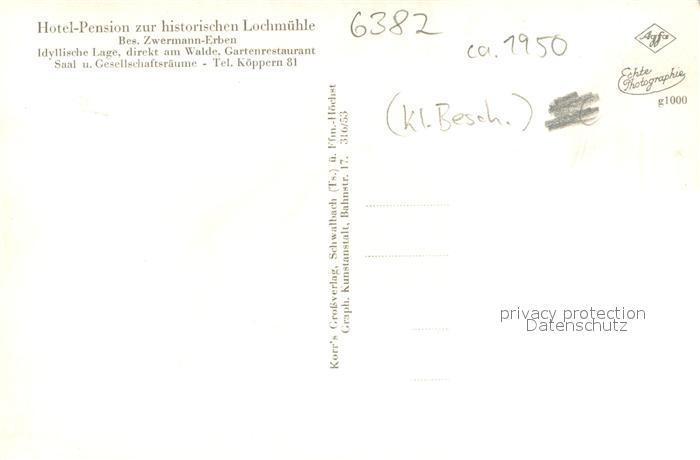 Hotel-Pension zur historischen Lochmühle
Bes. Zwermann-Erben
Idyllische Lage, direkt am Walde, Gartenrestaurant
Saal u. Gesellschaftsräume - Tel. Köppern 81
6382
ca. 1950
(kl. Besch.)
Agfa
Echte
Photographie
g1000
Korr's Großverlag, Schwalbach (Ts.) ü. Ffm.-Höchst
Graph. Kunstanstalt, Bahnstr. 17. 310/53
privacy protection
Datenschutz